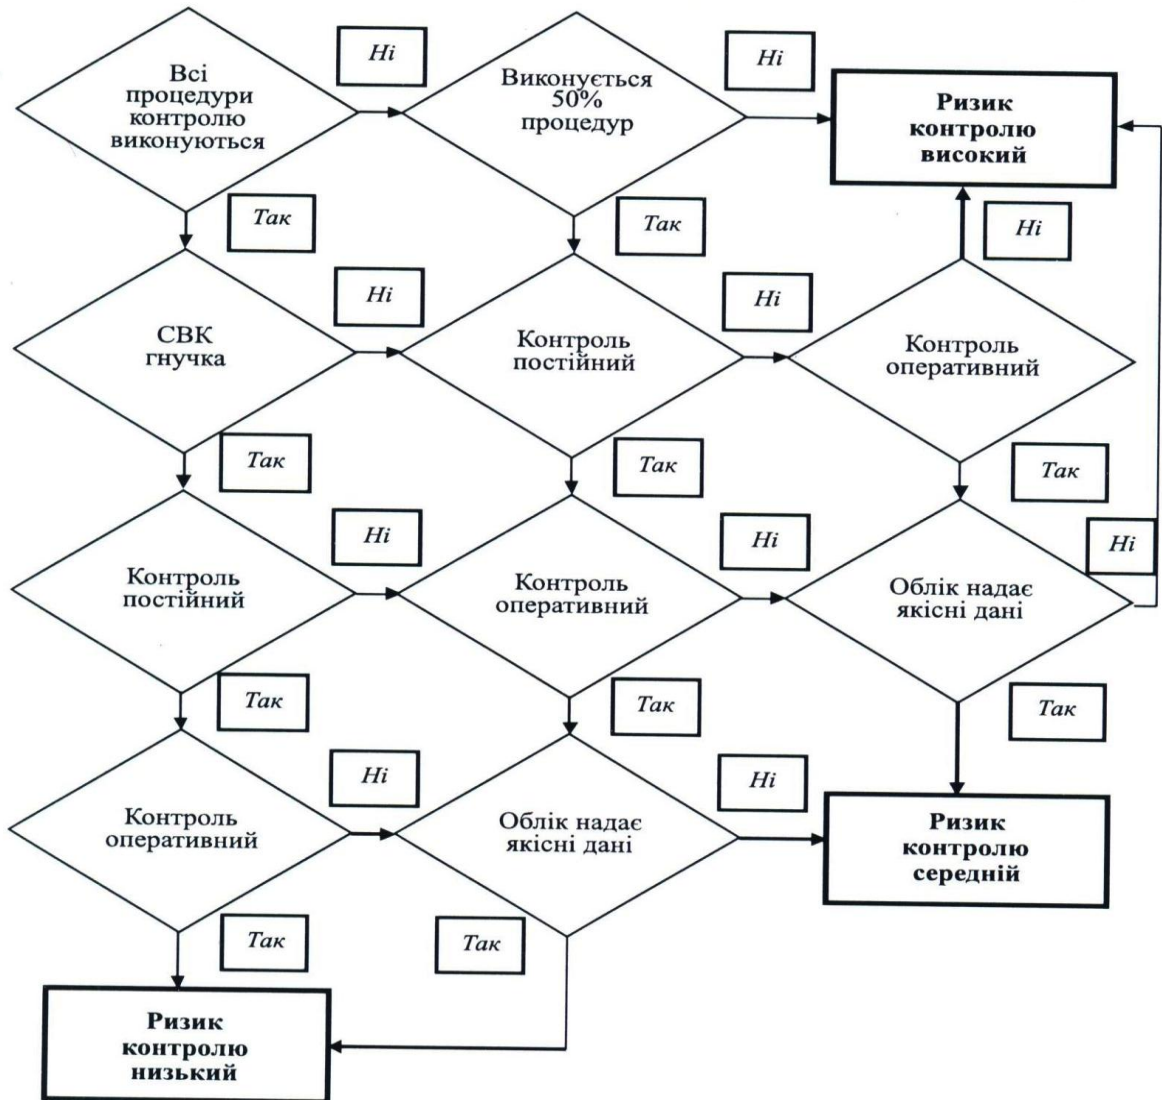 Ні
Ні
Всі
процедури
контролю
виконуються
Виконується
50%
процедур
Ризик
контролю
високий
Так
Так
Ні
Ні
Ні
СВК
гнучка
Контроль
постійний
Контроль
оперативний
Так
Так
Так
Ні
Ні
Ні
Контроль
постійний
Контроль
оперативний
Облік надає
якісні дані
Так
Так
Так
Ні
Ні
Контроль
оперативний
Облік надає
якісні дані
Ризик
контролю
середній
Так
Так
Ризик
контролю
низький